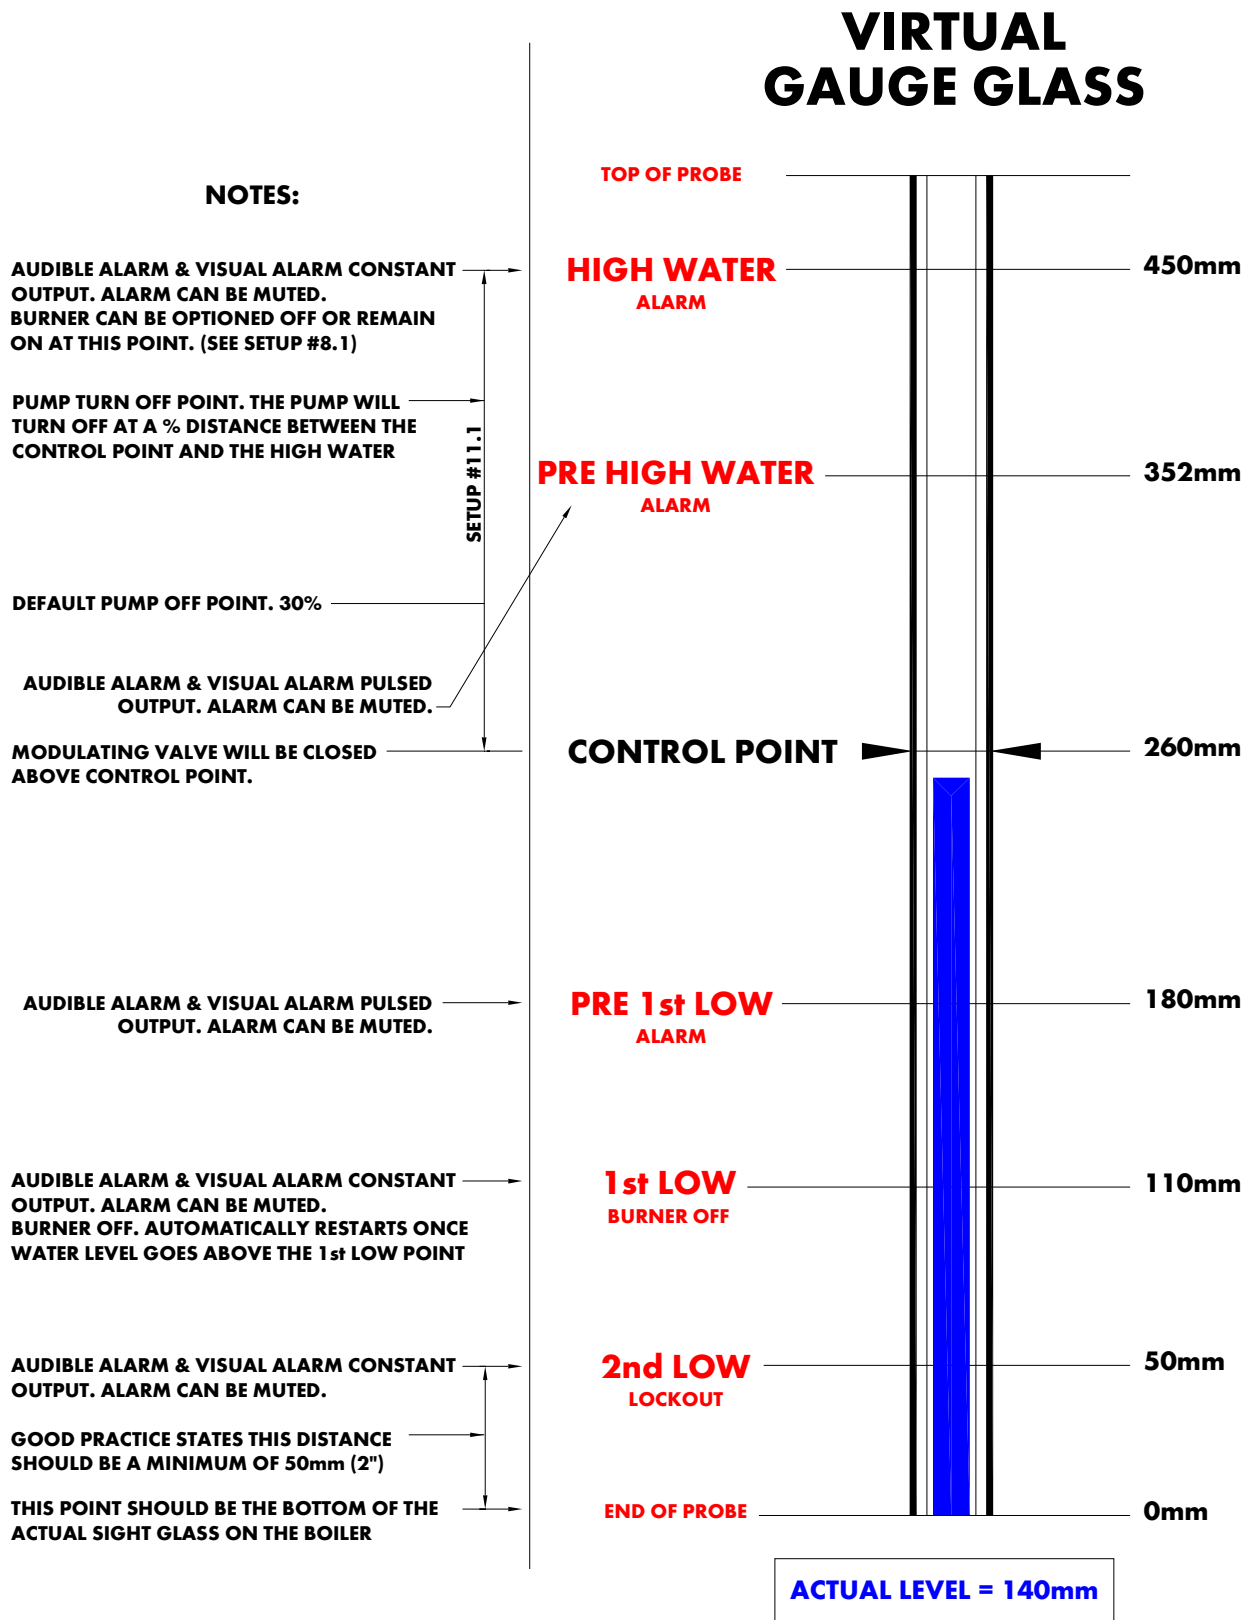 VIRTUAL
GAUGE GLASS
NOTES:
AUDIBLE ALARM & VISUAL ALARM CONSTANT
OUTPUT. ALARM CAN BE MUTED.
BURNER CAN BE OPTIONED OFF OR REMAIN
ON AT THIS POINT. (SEE SETUP #8.1)
PUMP TURN OFF POINT. THE PUMP WILL
TURN OFF AT A % DISTANCE BETWEEN THE
CONTROL POINT AND THE HIGH WATER
SETUP #11.1
DEFAULT PUMP OFF POINT. 30%
AUDIBLE ALARM & VISUAL ALARM PULSED
OUTPUT. ALARM CAN BE MUTED.
MODULATING VALVE WILL BE CLOSED
ABOVE CONTROL POINT.
AUDIBLE ALARM & VISUAL ALARM PULSED
OUTPUT. ALARM CAN BE MUTED.
AUDIBLE ALARM & VISUAL ALARM CONSTANT
OUTPUT. ALARM CAN BE MUTED.
BURNER OFF. AUTOMATICALLY RESTARTS ONCE
WATER LEVEL GOES ABOVE THE 1st LOW POINT
AUDIBLE ALARM & VISUAL ALARM CONSTANT
OUTPUT. ALARM CAN BE MUTED.
GOOD PRACTICE STATES THIS DISTANCE
SHOULD BE A MINIMUM OF 50mm (2")
THIS POINT SHOULD BE THE BOTTOM OF THE
ACTUAL SIGHT GLASS ON THE BOILER
TOP OF PROBE
HIGH WATER
ALARM
450mm
PRE HIGH WATER
ALARM
352mm
CONTROL POINT
260mm
PRE 1st LOW
ALARM
180mm
1st LOW
BURNER OFF
110mm
2nd LOW
LOCKOUT
50mm
END OF PROBE
0mm
ACTUAL LEVEL = 140mm